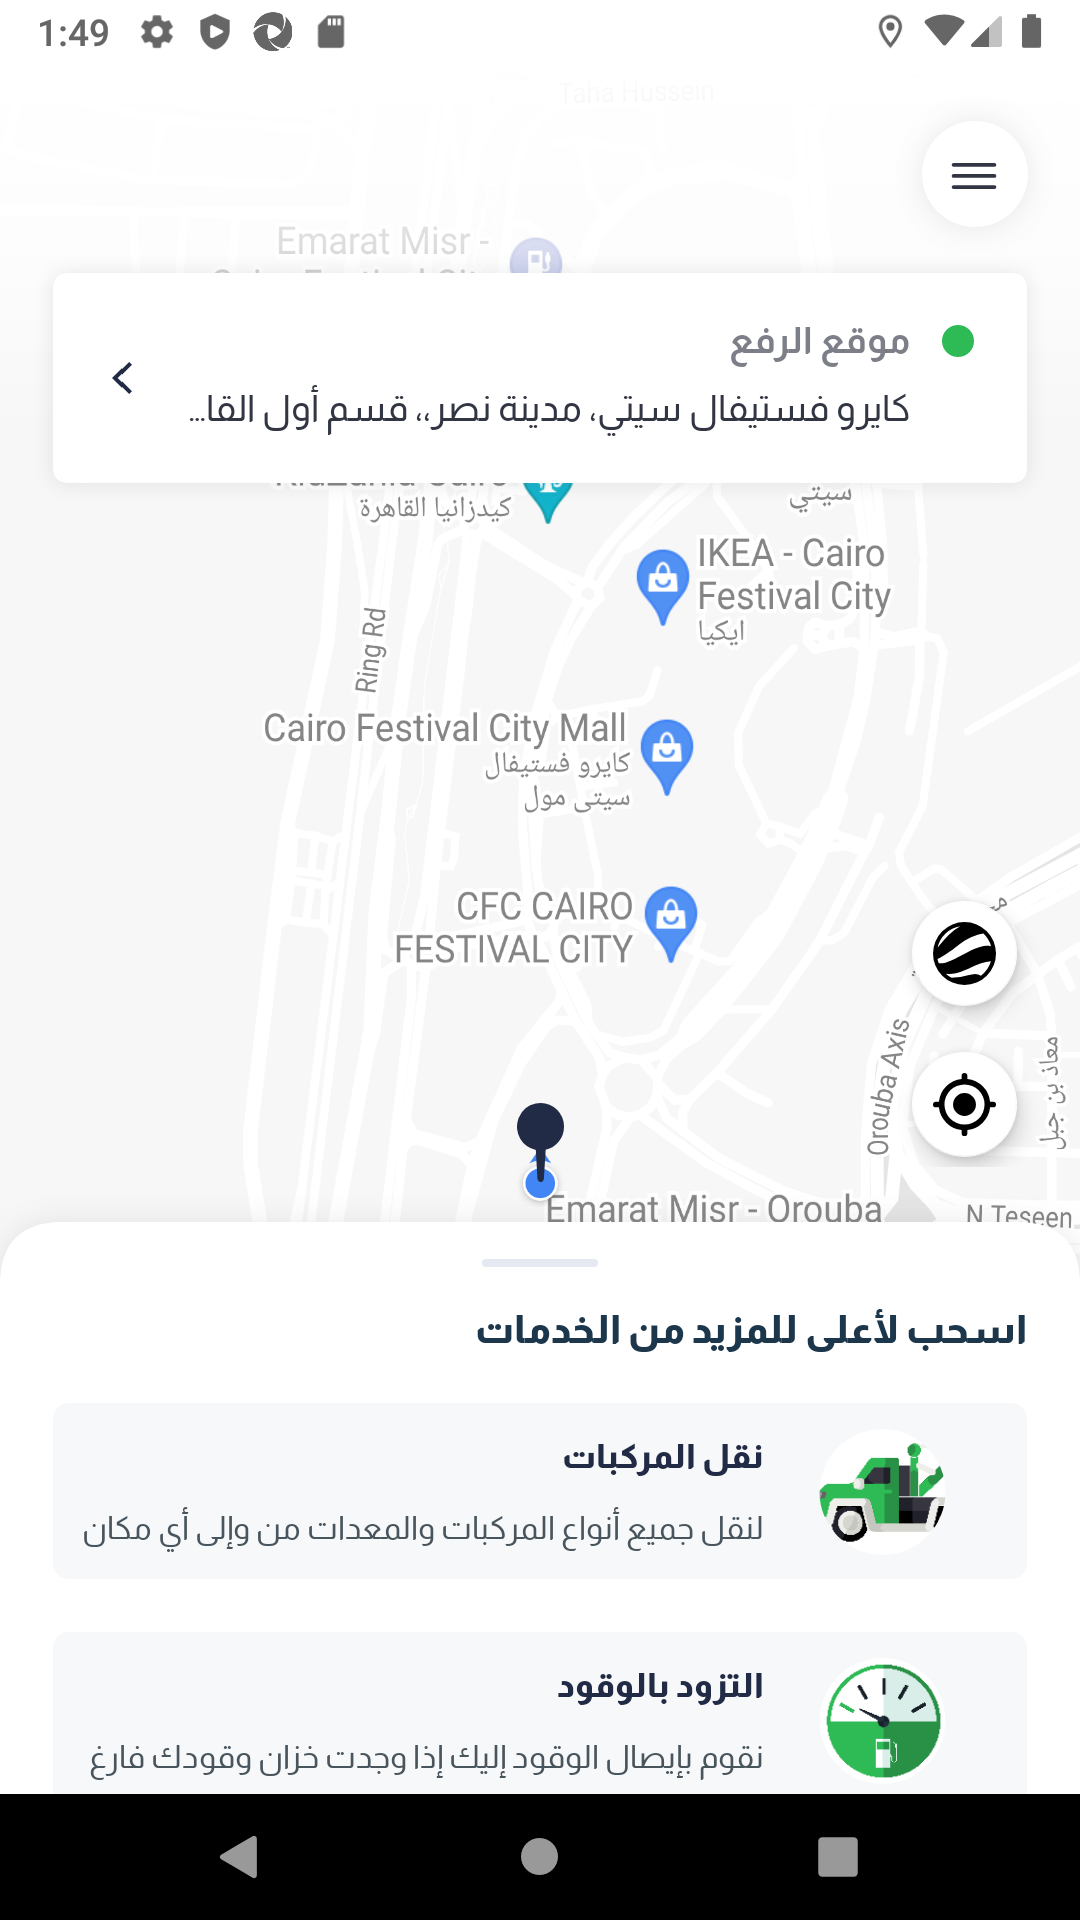 1:49
Taha Hussein
Emarat Misr -
موقع الرفع
كايرو فستيفال سيتي، مدينة نصر،، قسم أول القا...
سيتي
كيدزانيا القاهرة
IKEA - Cairo
Festival City
ايكيا
Ring Rd
Cairo Festival City Mall
كايرو فستيفال
سيتى مول
CFC CAIRO
FESTIVAL CITY
Orouba Axis
معاذ بن جبل
Emarat Misr - Orouba
N Teseen
اسحب لأعلى للمزيد من الخدمات
نقل المركبات
لنقل جميع أنواع المركبات والمعدات من وإلى أي مكان
التزود بالوقود
نقوم بإيصال الوقود إليك إذا وجدت خزان وقودك فارغ